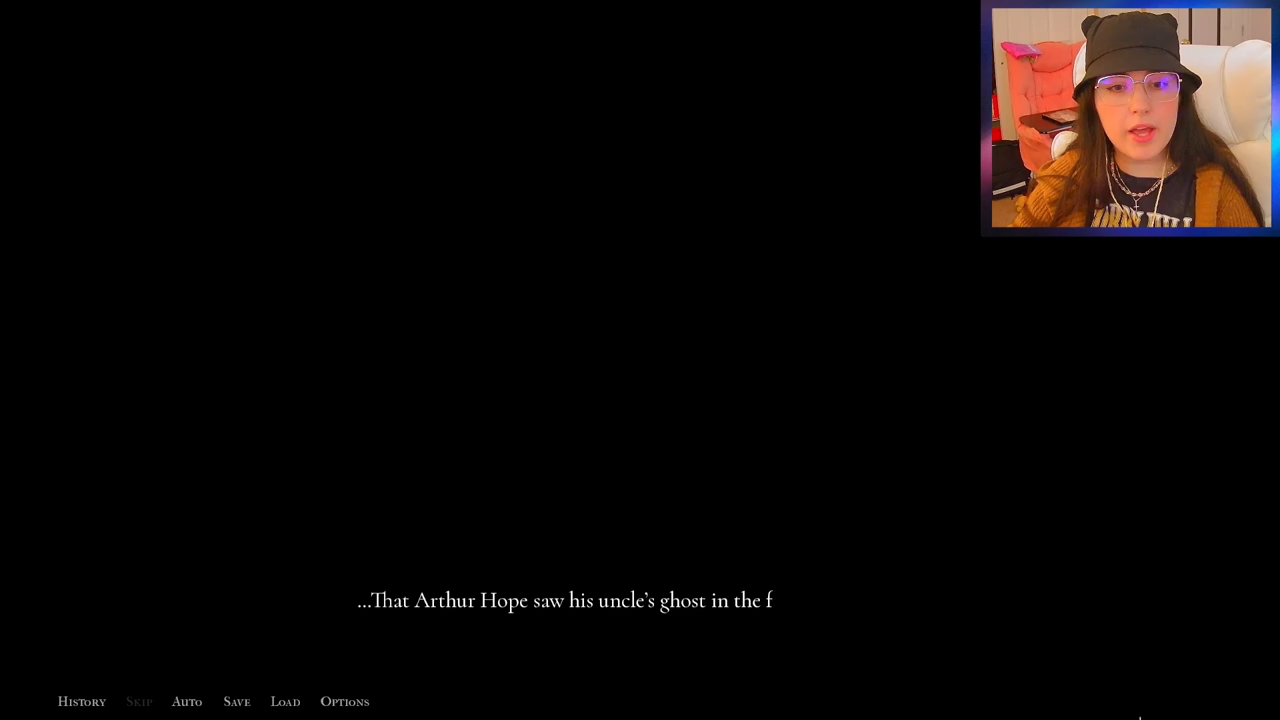 ...That Arthur Hope saw his uncle's ghost in the f
History Skip Auto Save Load Options